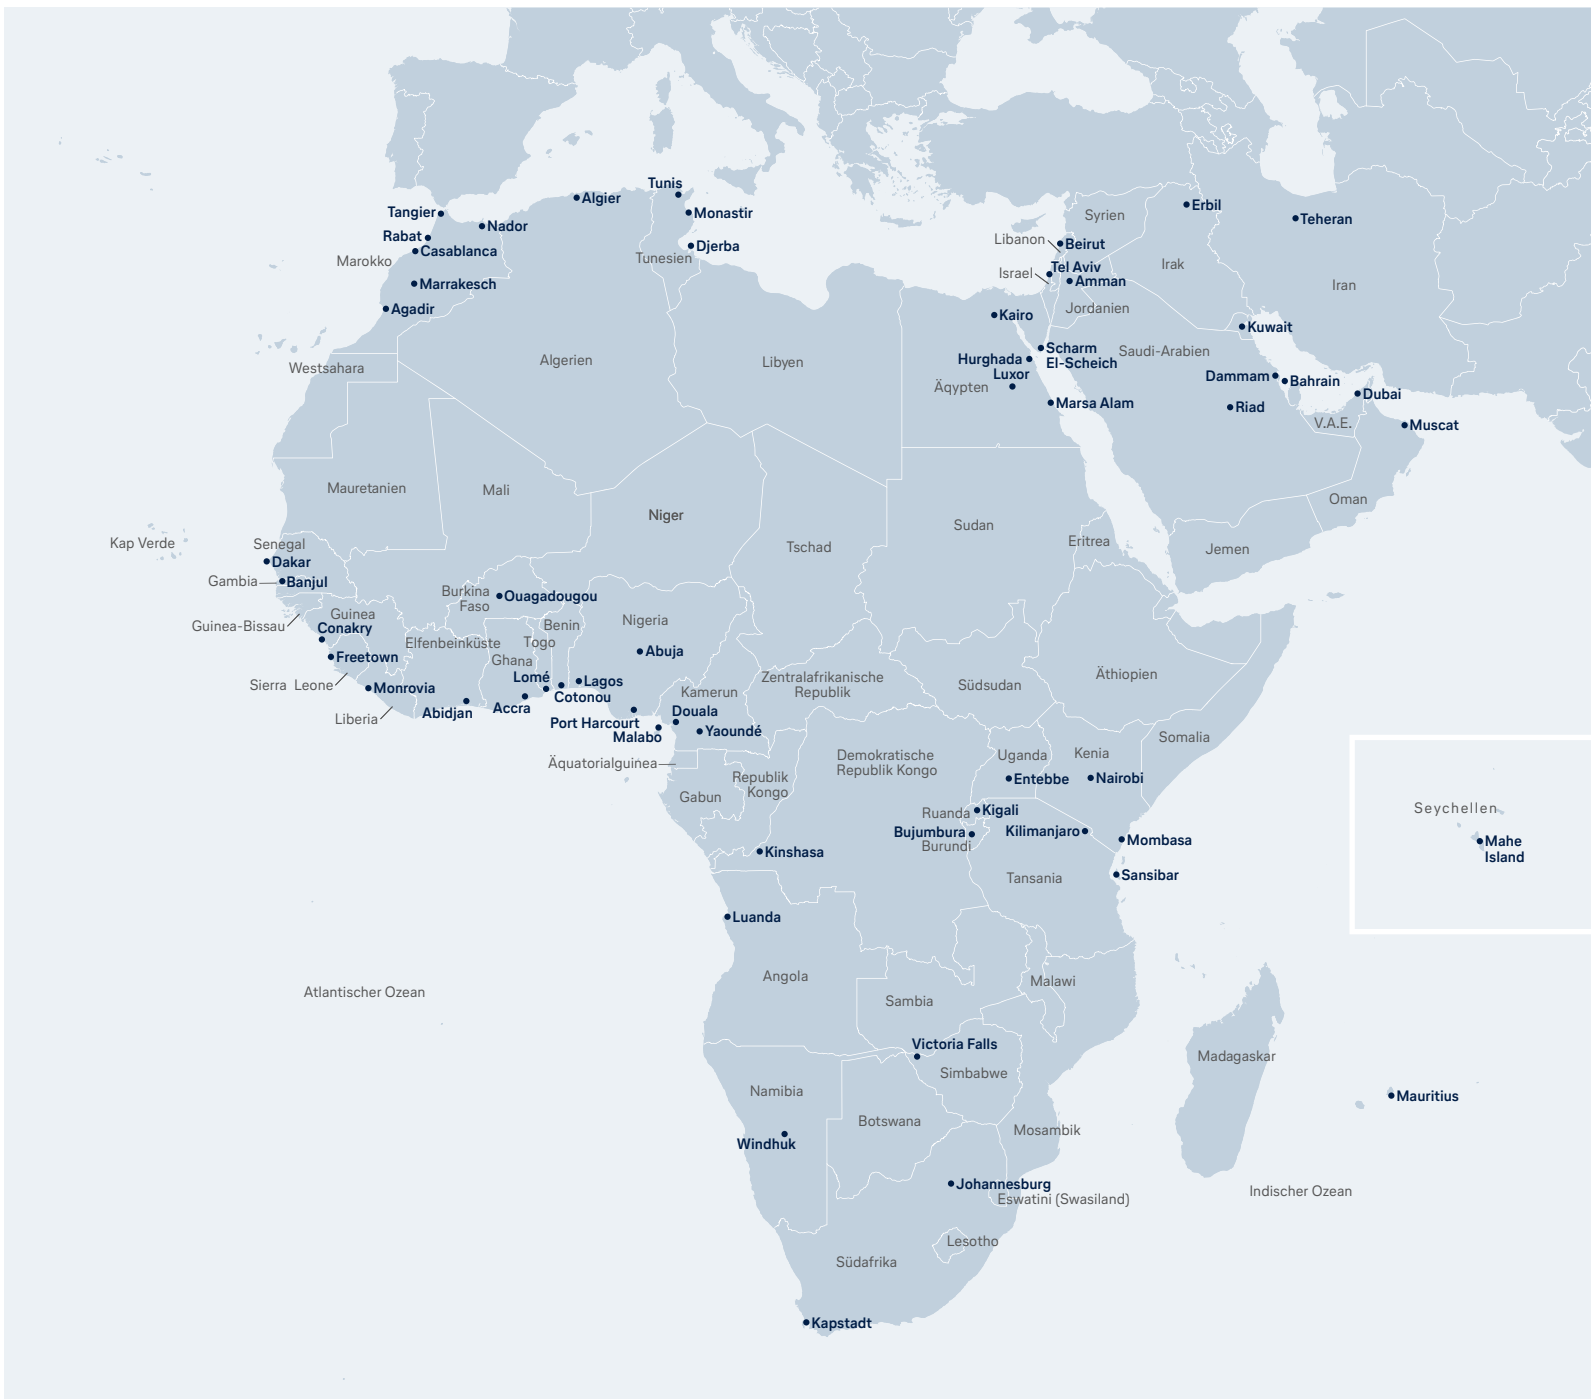 Tunis
Algier
Monastir
Tangier
Nador
Rabat
Casablanca
Djerba
Marokko
Tunesien
Marrakesch
Agadir
Erbil
Teheran
Syrien
Libanon
Beirut
Irak
Israel
Tel Aviv
Amman
Iran
Jordanien
Kairo
Kuwait
Scharm
El-Scheich
Saudi-Arabien
Hurghada
Luxor
Ägypten
Dammam
Bahrain
Dubai
Marsa Alam
Riad
V.A.E.
Muscat
Westsahara
Algerien
Libyen
Mauretanien
Mali
Niger
Oman
Sudan
Kap Verde
Senegal
Tschad
Eritrea
Jemen
Dakar
Gambia
Banjul
Burkina
Faso
Ouagadougou
Guinea
Guinea-Bissau
Conakry
Benin
Nigeria
Elfenbeinküste
Togo
Ghana
Abuja
Freetown
Sierra Leone
Monrovia
Lomé
Lagos
Cotonou
Liberia
Abidjan
Accra
Kamerun
Zentralafrikanische
Republik
Südsudan
Äthiopien
Port Harcourt
Douala
Malabo
Yaoundé
Somalia
Äquatorialguinea
Demokratische
Republik Kongo
Uganda
Kenia
Republik
Kongo
Entebbe
Nairobi
Gabun
Ruanda
Kigali
Seychellen
Bujumbura
Burundi
Kilimanjaro
Mombasa
Mahe
Island
Kinshasa
Tansania
Sansibar
Luanda
Angola
Malawi
Atlantischer Ozean
Sambia
Victoria Falls
Simbabwe
Madagaskar
Namibia
Mauritius
Botswana
Mosambik
Windhuk
Johannesburg
Eswatini (Swasiland)
Indischer Ozean
Lesotho
Südafrika
Kapstadt